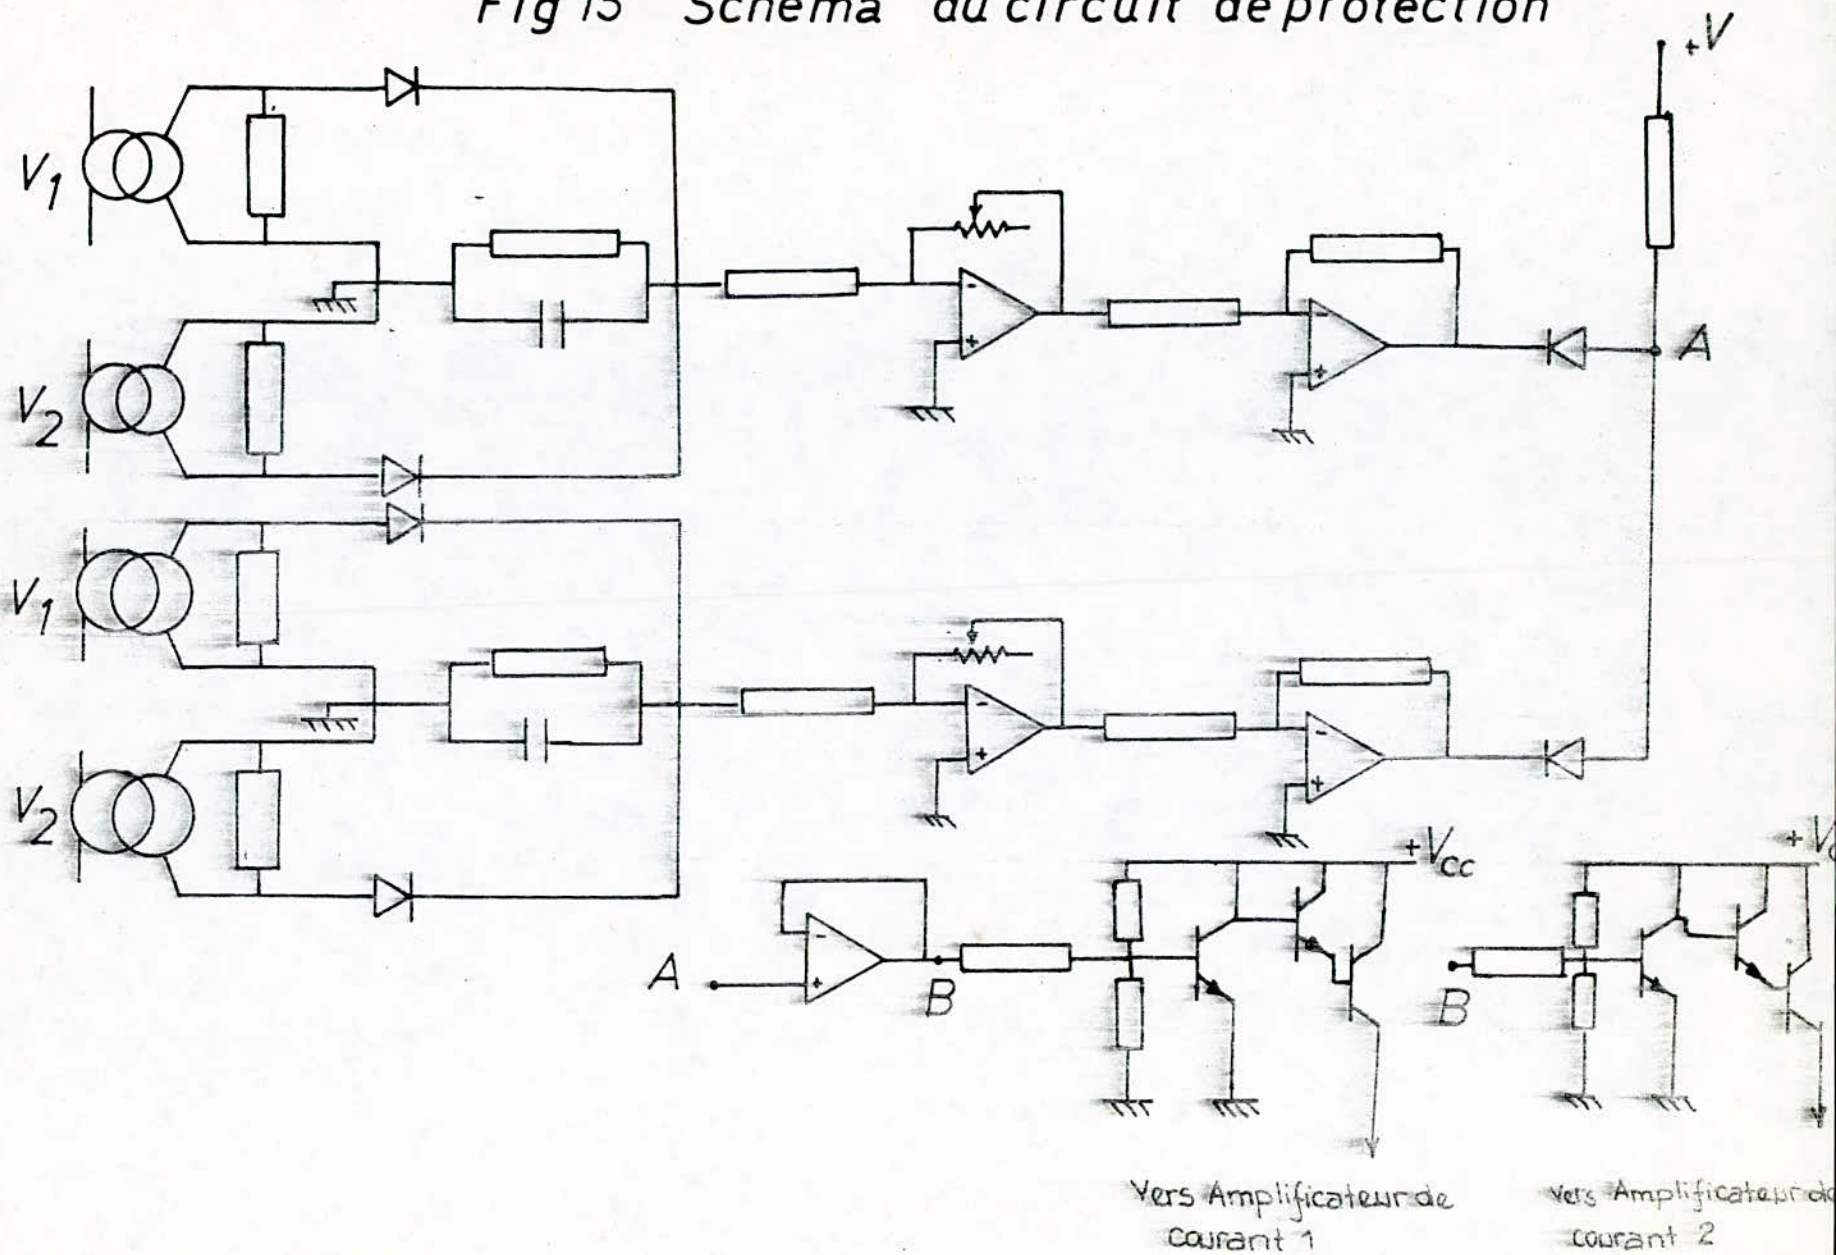 Fig 15 Schema du circuit de protection
+V
V1
V2
A
V1
V2
+Vcc
A
B
B
Vers Amplificateur de
courant 1
vers Amplificateur de
courant 2